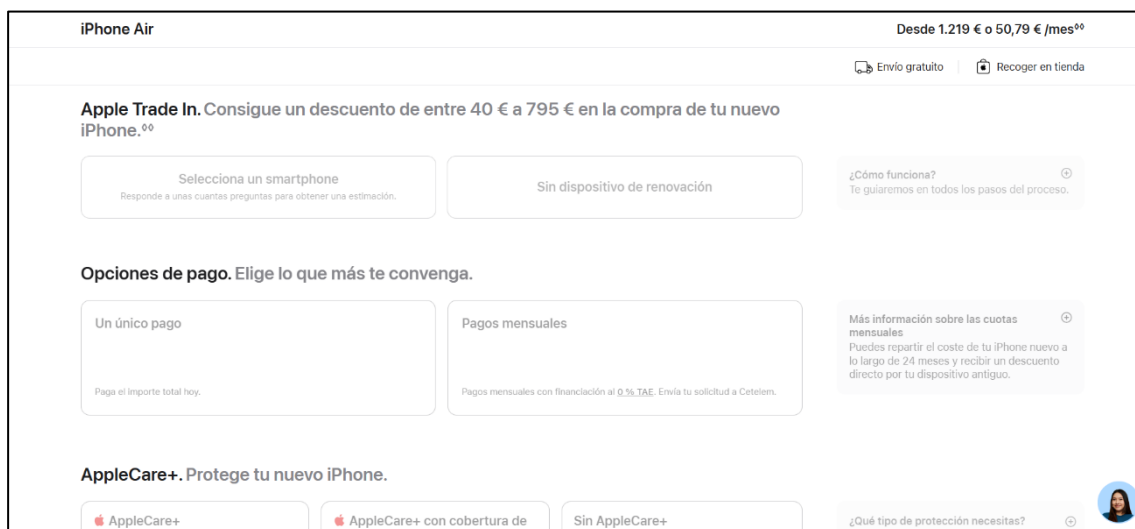 iPhone Air
Desde 1.219 € o 50,79 €/mes◊◊
Envío gratuito
Recoger en tienda
Apple Trade In. Consigue un descuento de entre 40 € a 795 € en la compra de tu nuevo
iPhone.◊◊
Selecciona un smartphone
Responde a unas cuantas preguntas para obtener una estimación.
Sin dispositivo de renovación
¿Cómo funciona?
Te guiaremos en todos los pasos del proceso.
Opciones de pago. Elige lo que más te convenga.
Un único pago
Paga el importe total hoy.
Pagos mensuales
Pagos mensuales con financiación al 0 % TAE. Envía tu solicitud a Cetelem.
Más información sobre las cuotas
mensuales
Puedes repartir el coste de tu iPhone nuevo a
lo largo de 24 meses y recibir un descuento
directo por tu dispositivo antiguo.
AppleCare+. Protege tu nuevo iPhone.
AppleCare+
AppleCare+ con cobertura de
Sin AppleCare+
¿Qué tipo de protección necesitas?